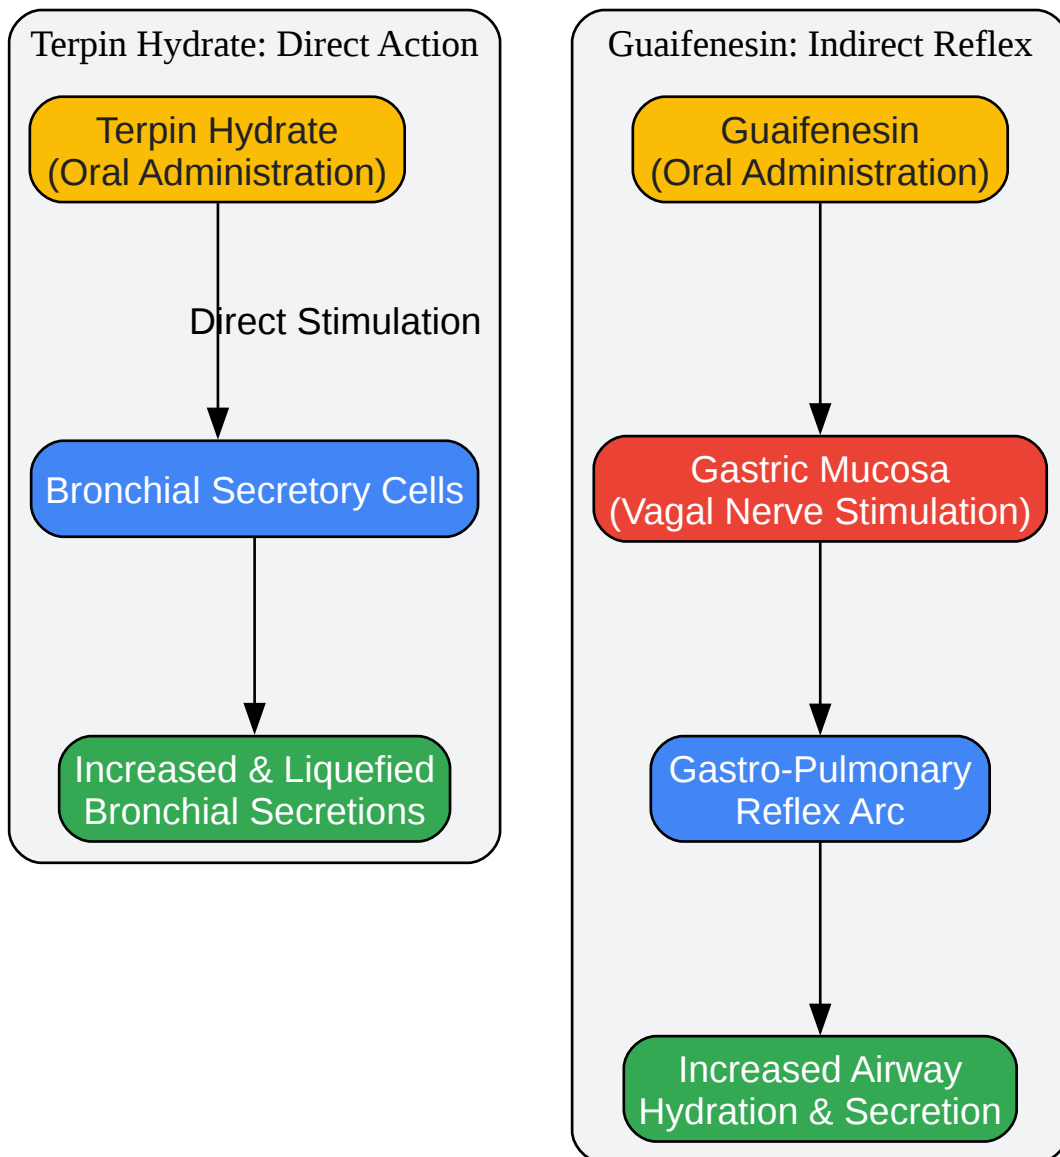 Terpin Hydrate: Direct Action
Terpin Hydrate
(Oral Administration)
Direct Stimulation
Bronchial Secretory Cells
Increased & Liquefied
Bronchial Secretions
Guaifenesin: Indirect Reflex
Guaifenesin
(Oral Administration)
Gastric Mucosa
(Vagal Nerve Stimulation)
Gastro-Pulmonary
Reflex Arc
Increased Airway
Hydration & Secretion